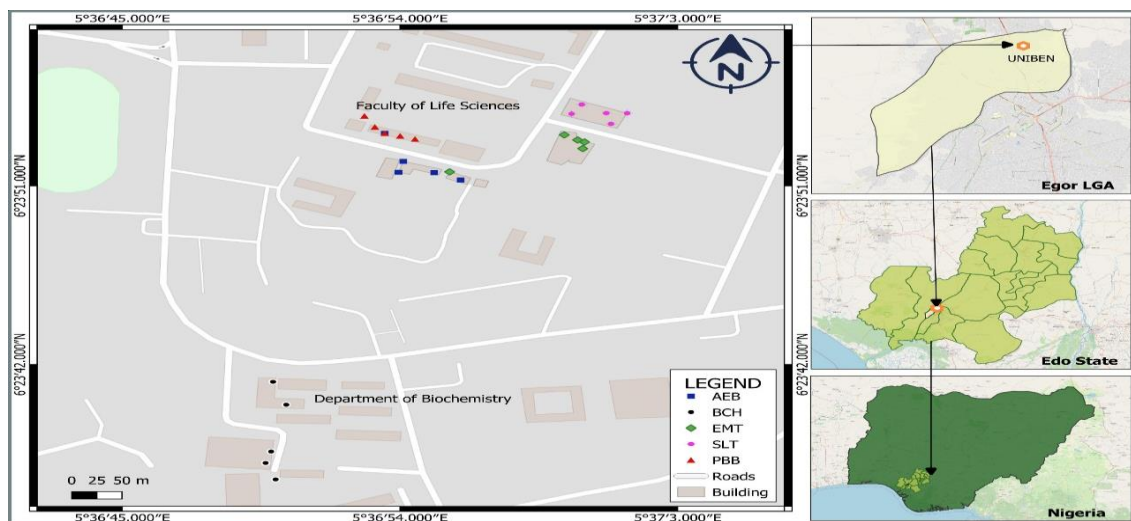 5°36'45.000"E 5°36'54.000"E 5°37'3.000"E
N
Faculty of Life Sciences
6°23'51.000"N 6°23'51.000"N
6°23'42.000"N 6°23'42.000"N
Department of Biochemistry
LEGEND
AEB
BCH
EMT
SLT
PBB
Roads
Building
0 25 50 m
5°36'45.000"E 5°36'54.000"E 5°37'3.000"E
UNIBEN
Egor LGA
Edo State
Nigeria